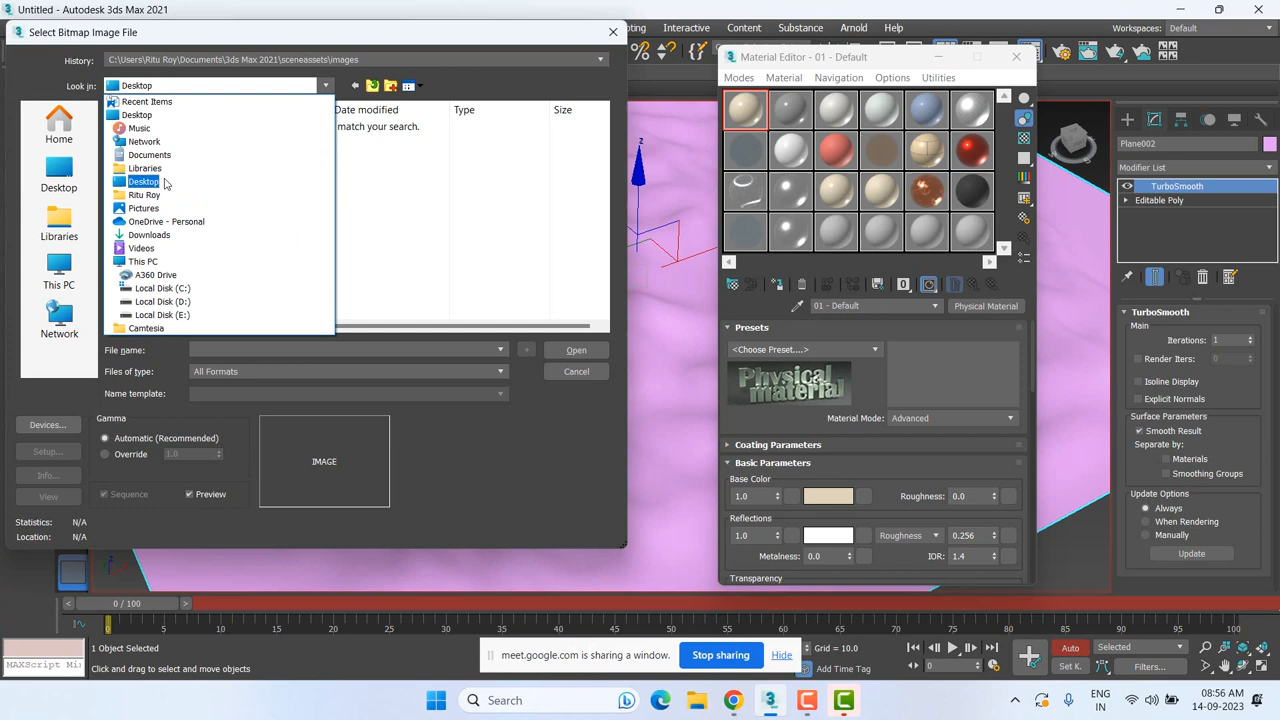 Untitled - Autodesk 3ds Max 2021
Select Bitmap Image File
Interactive
Content
Substance
Arnold
Help
Workspaces:
Default
History:
C:\Users\Ritu Roy\Documents\3ds Max 2021\sceneassets\images
Look in:
Desktop
Recent Items
Desktop
Music
Network
Documents
Libraries
Desktop
Ritu Roy
Pictures
OneDrive - Personal
Downloads
Videos
This PC
A360 Drive
Local Disk (C:)
Local Disk (D:)
Local Disk (E:)
Camtesia
Date modified
Type
Size
match your search.
Home
Desktop
Libraries
This PC
Network
File name:
Open
Files of type:
All Formats
Cancel
Name template:
Devices...
Setup...
Info...
View
Gamma
Automatic (Recommended)
Override
1.0
Sequence
Preview
IMAGE
Statistics:
N/A
Location:
N/A
Material Editor - 01 - Default
Modes
Material
Navigation
Options
Utilities
01 - Default
Physical Material
Presets
<Choose Preset....>
Physical
material
Material Mode:
Advanced
Coating Parameters
Basic Parameters
Base Color
1.0
Roughness:
0.0
Reflections
1.0
Roughness
0.256
Metalness:
0.0
IOR:
1.4
Transparency
Plane002
Modifier List
TurboSmooth
Editable Poly
TurboSmooth
Main
Iterations:
1
Render Iters:
0
Isoline Display
Explicit Normals
Surface Parameters
Smooth Result
Separate by:
Materials
Smoothing Groups
Update Options
Always
When Rendering
Manually
Update
z
0 / 100
0
5
10
15
20
25
30
35
40
45
50
55
60
65
70
75
80
85
90
95
100
MAXScript Mi
1 Object Selected
Click and drag to select and move objects
meet.google.com is sharing a window.
Stop sharing
Hide
Grid = 10.0
Add Time Tag
0
Auto
Selected
Set K.
Filters...
Search
ENG
IN
08:56 AM
14-09-2023